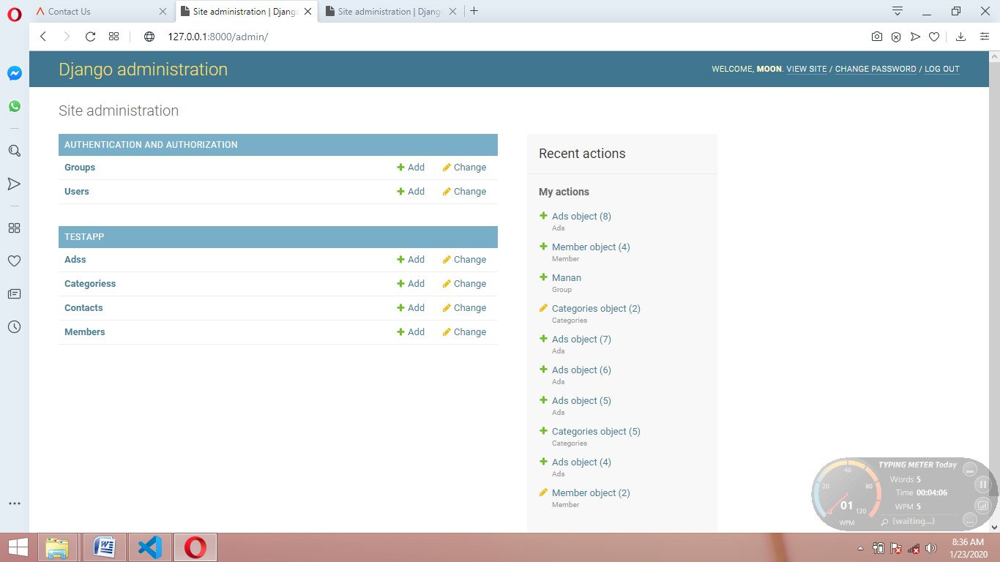 Contact Us
Site administration | Djang
Site administration | Djang
127.0.0.1:8000/admin/
Django administration
WELCOME, MOON. VIEW SITE / CHANGE PASSWORD / LOG OUT
Site administration
AUTHENTICATION AND AUTHORIZATION
Groups Add Change
Users Add Change
TESTAPP
Adss Add Change
Categoriess Add Change
Contacts Add Change
Members Add Change
Recent actions
My actions
Ads object (8)
Ads
Member object (4)
Member
Manan
Group
Categories object (2)
Categories
Ads object (7)
Ads
Ads object (6)
Ads
Ads object (5)
Ads
Categories object (5)
Categories
Ads object (4)
Ads
Member object (2)
Member
TYPING METER Today
Words 5
Time 00:04:06
WPM 5
(waiting...)
0 20 40 80 120
01
WPM
8:36 AM
1/23/2020